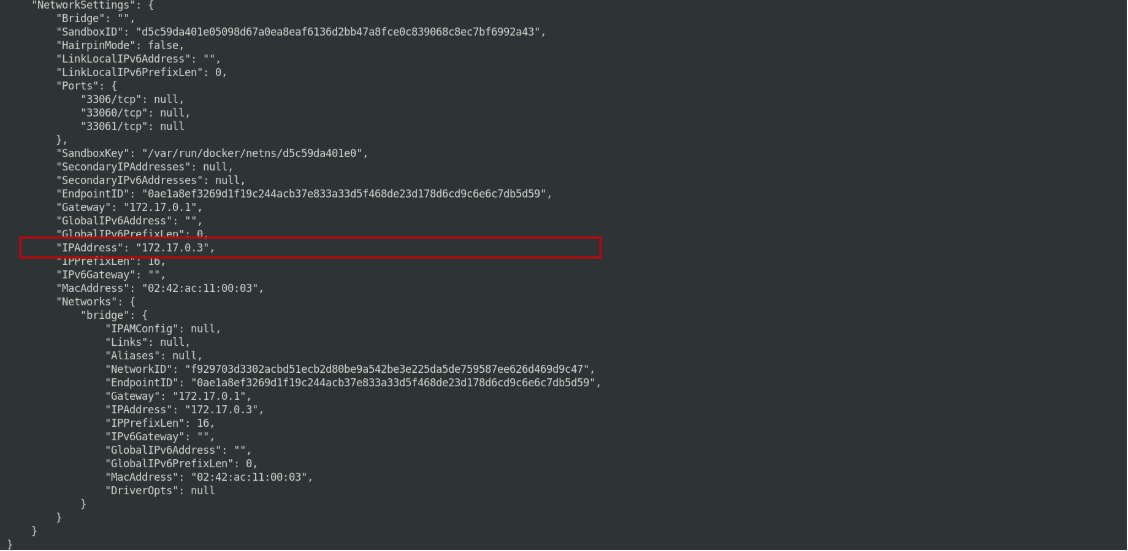 "NetworkSettings": {
"Bridge": "",
"SandboxID": "d5c59da401e05098d67a0ea8eaf6136d2bb47a8fce0c839068c8ec7bf6992a43",
"HairpinMode": false,
"LinkLocalIPv6Address": "",
"LinkLocalIPv6PrefixLen": 0,
"Ports": {
"3306/tcp": null,
"33060/tcp": null,
"33061/tcp": null
},
"SandboxKey": "/var/run/docker/netns/d5c59da401e0",
"SecondaryIPAddresses": null,
"SecondaryIPv6Addresses": null,
"EndpointID": "0ae1a8ef3269d1f19c244acb37e833a33d5f468de23d178d6cd9c6e6c7db5d59",
"Gateway": "172.17.0.1",
"GlobalIPv6Address": "",
"GlobalIPv6PrefixLen": 0,
"IPAddress": "172.17.0.3",
"IPPrefixLen": 16,
"IPv6Gateway": "",
"MacAddress": "02:42:ac:11:00:03",
"Networks": {
"bridge": {
"IPAMConfig": null,
"Links": null,
"Aliases": null,
"NetworkID": "f929703d3302acbd51ecb2d80be9a542be3e225da5de759587ee626d469d9c47",
"EndpointID": "0ae1a8ef3269d1f19c244acb37e833a33d5f468de23d178d6cd9c6e6c7db5d59",
"Gateway": "172.17.0.1",
"IPAddress": "172.17.0.3",
"IPPrefixLen": 16,
"IPv6Gateway": "",
"GlobalIPv6Address": "",
"GlobalIPv6PrefixLen": 0,
"MacAddress": "02:42:ac:11:00:03",
"DriverOpts": null
}
}
}
}